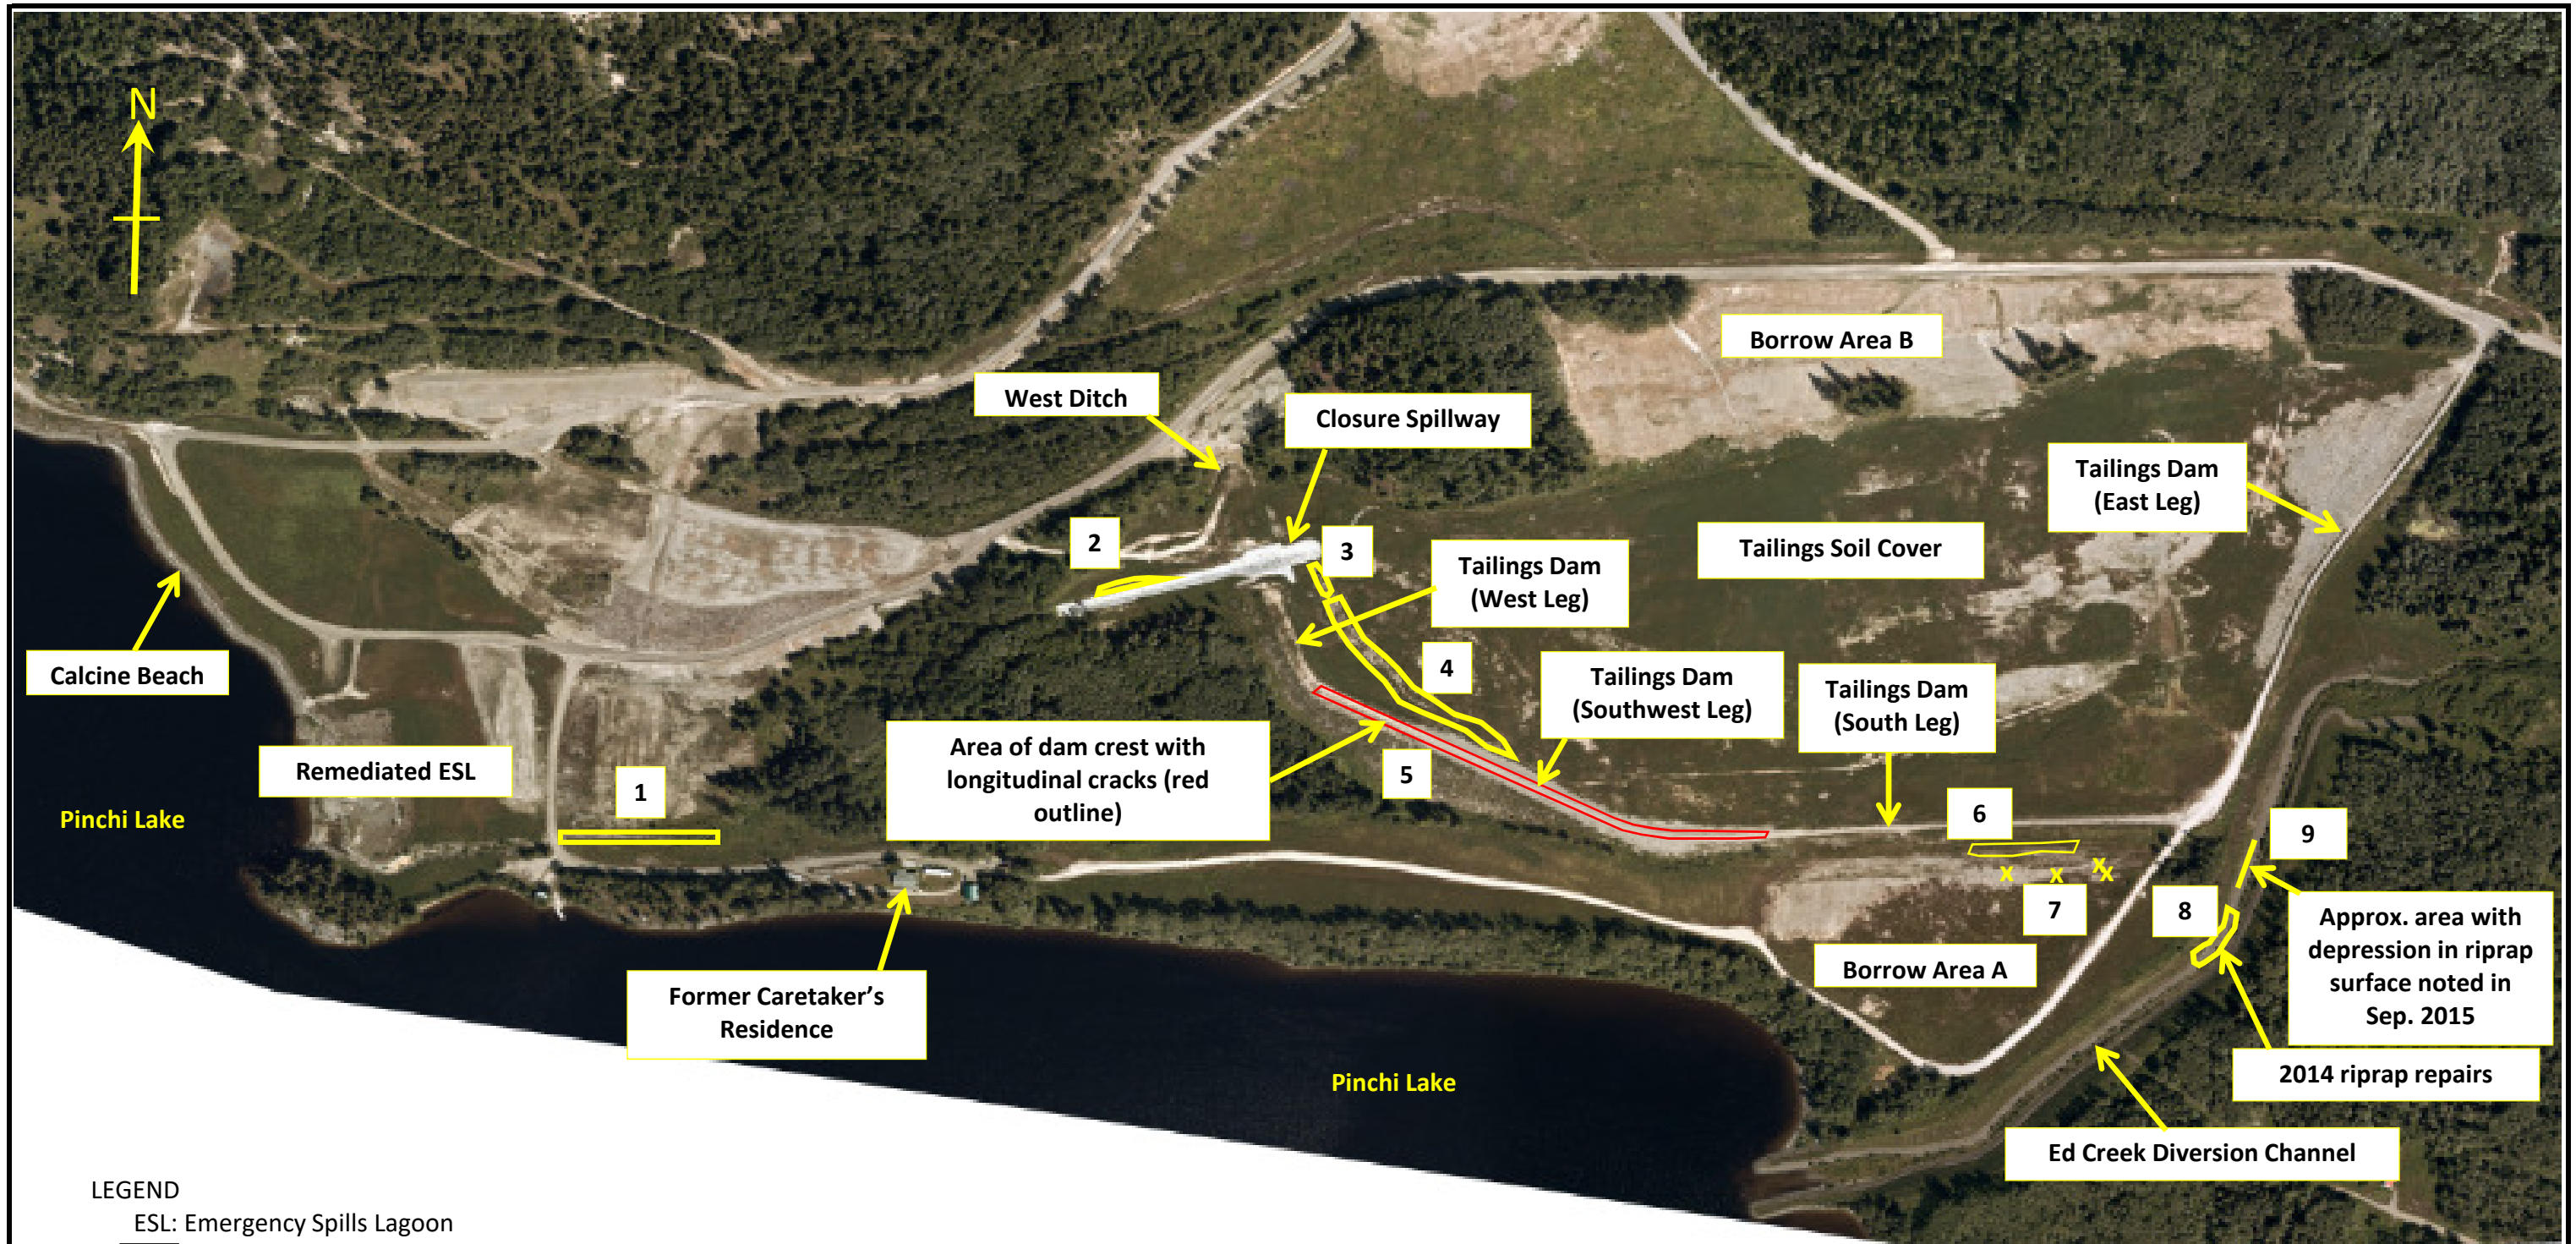 N
Borrow Area B
West Ditch
Closure Spillway
Tailings Dam
(East Leg)
2
3
Tailings Soil Cover
Tailings Dam
(West Leg)
Calcine Beach
4
Tailings Dam
(Southwest Leg)
Tailings Dam
(South Leg)
Area of dam crest with
longitudinal cracks (red
outline)
Remediated ESL
1
5
Pinchi Lake
6
9
x
x
x
x
7
8
Approx. area with
depression in riprap
surface noted in
Sep. 2015
Borrow Area A
Former Caretaker’s
Residence
2014 riprap repairs
Pinchi Lake
Ed Creek Diversion Channel
LEGEND
ESL: Emergency Spills Lagoon